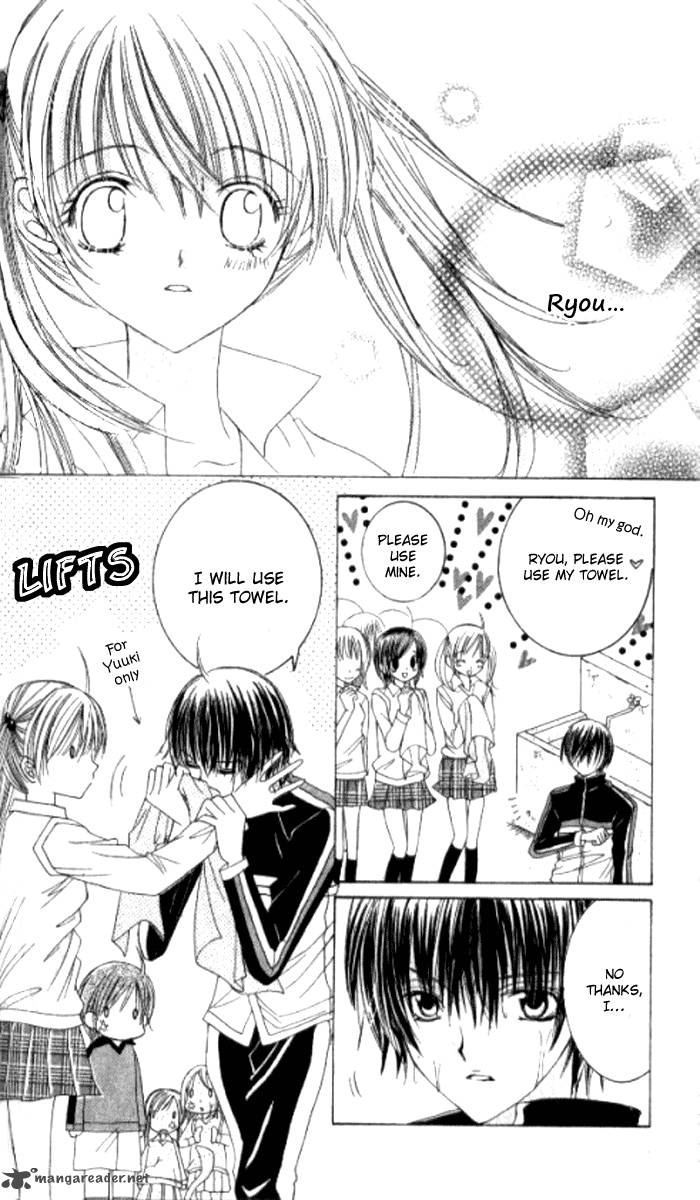 Ryou...
Oh my god.
RYOU, PLEASE
USE MY TOWEL.
PLEASE
USE
MINE.
NO
THANKS,
I...
I WILL USE
THIS TOWEL.
LIFTS
For
Yuuki
only
mangareader.net